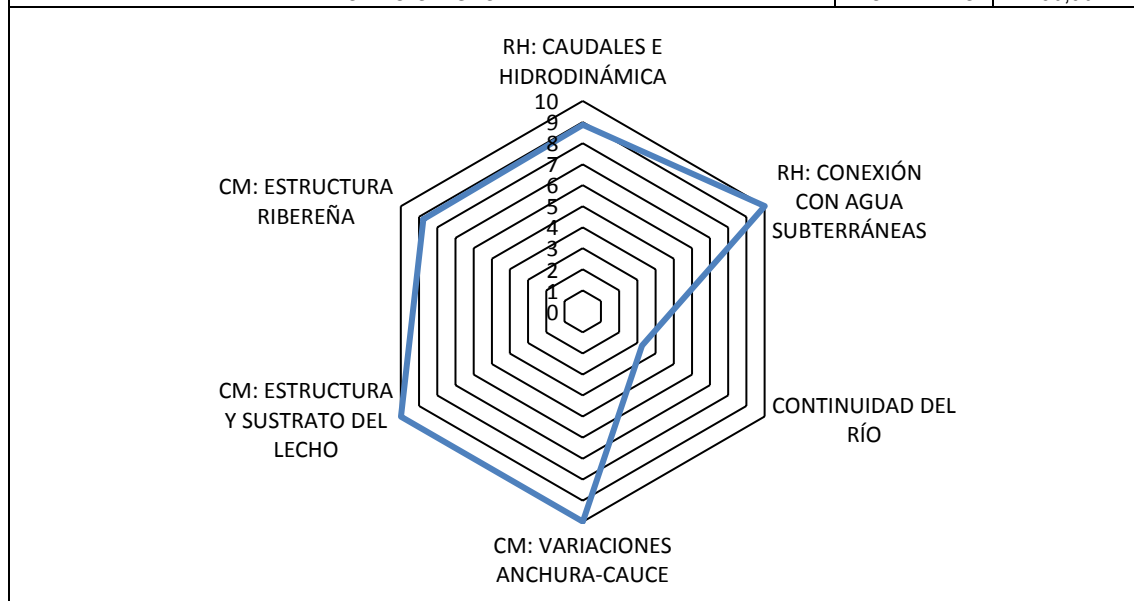 RH: CAUDALES E
HIDRODINÁMICA
10
9
8
7
6
5
4
3
2
1
0
RH: CONEXIÓN
CON AGUA
SUBTERRÁNEAS
CONTINUIDAD DEL
RÍO
CM: VARIACIONES
ANCHURA-CAUCE
CM: ESTRUCTURA
Y SUSTRATO DEL
LECHO
CM: ESTRUCTURA
RIBEREÑA